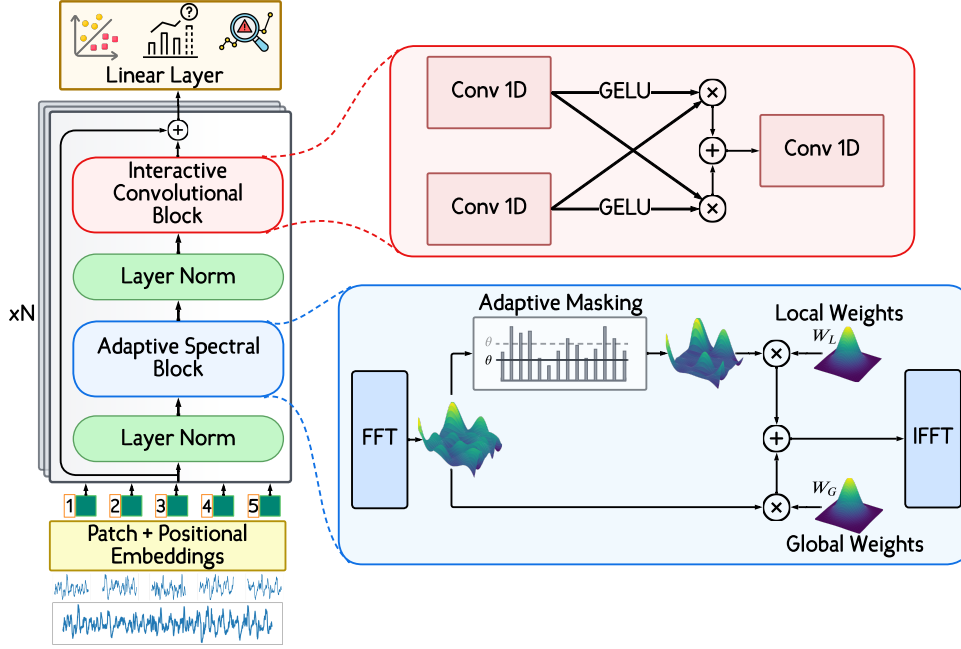 ?
Linear Layer
+
Interactive
Convolutional
Block
Layer Norm
xN
Adaptive Spectral
Block
Layer Norm
1 2 3 4 5
Patch + Positional
Embeddings
Conv 1D
GELU
×
+
Conv 1D
Conv 1D
GELU
×
Adaptive Masking
θ
θ
Local Weights
W_L
×
FFT
+
IFFT
W_G
×
Global Weights